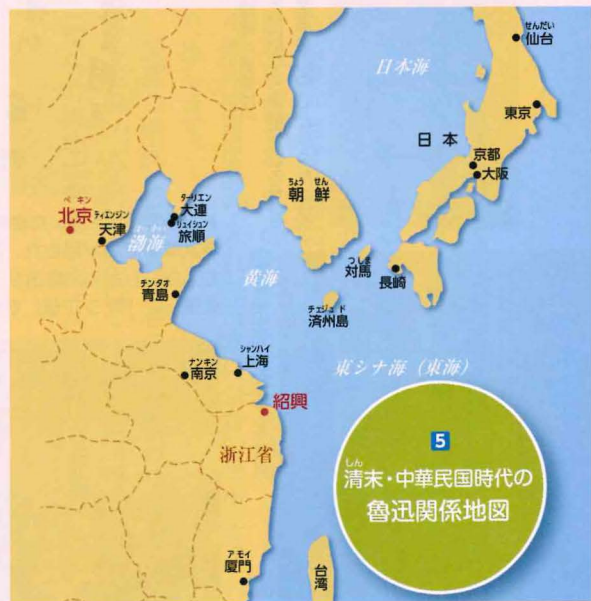 せんだい
仙台
日本海
東京
日本
京都
大阪
ちょう せん
朝鮮
ペキン
北京
ティエンジン
天津
ターリエン
大連
リュイシュン
旅順
渤海
つしま
対馬
長崎
黄海
チンタオ
青島
チェジュド
済州島
シャンハイ
上海
ナンキン
南京
東シナ海(東海)
紹興
浙江省
5
しん
清末・中華民国時代の
魯迅関係地図
アモイ
厦門
台湾